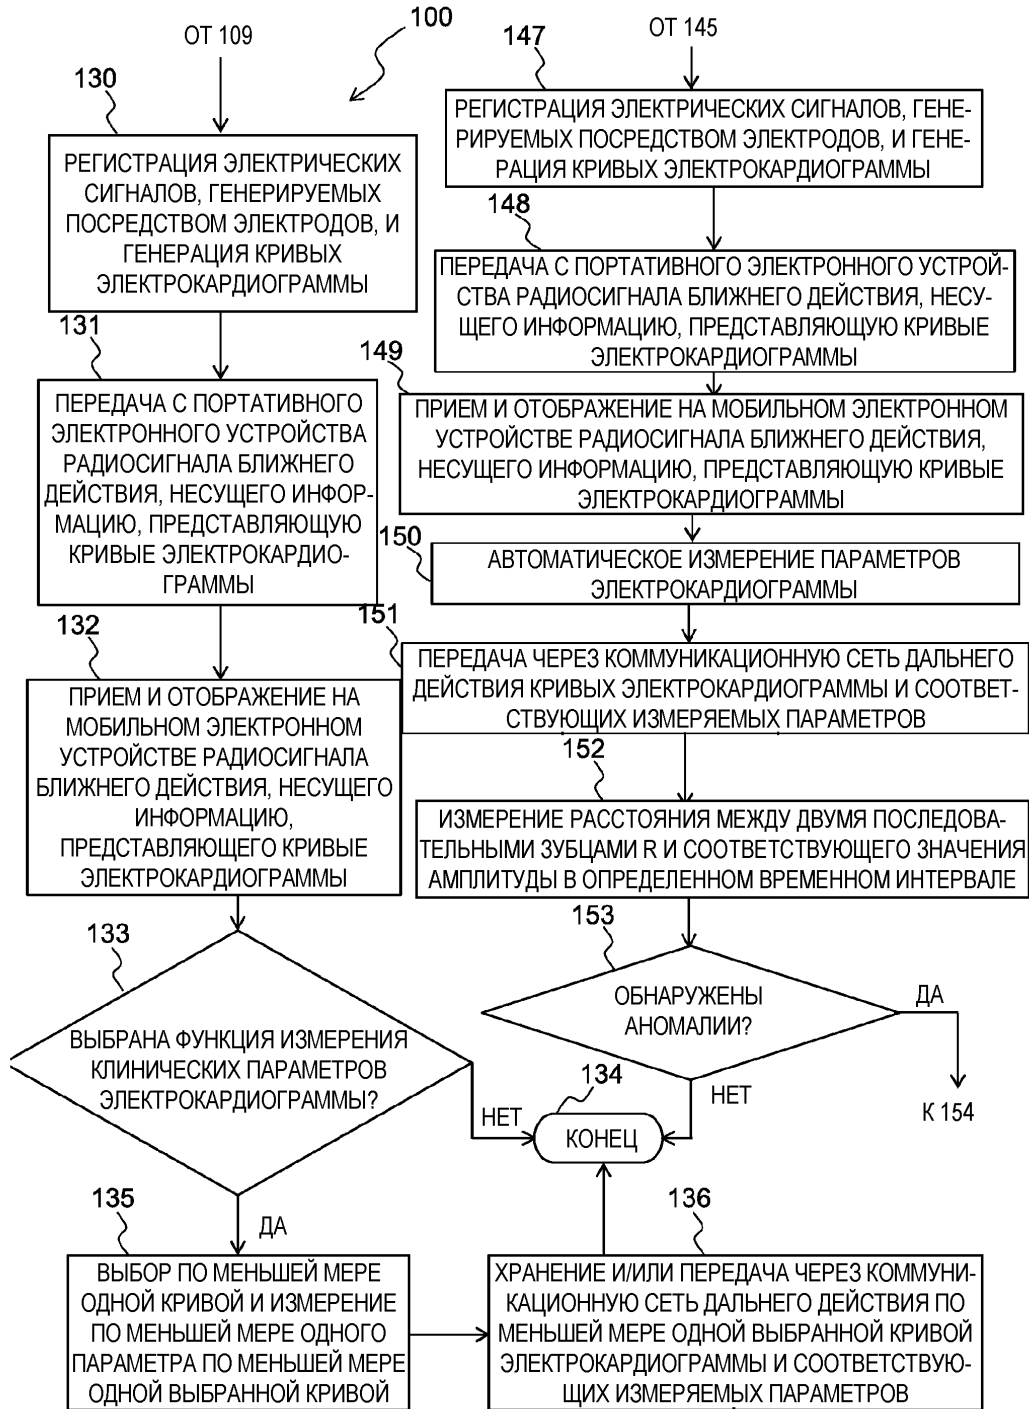 100
ОТ 109
130
РЕГИСТРАЦИЯ ЭЛЕКТРИЧЕСКИХ
СИГНАЛОВ, ГЕНЕРИРУЕМЫХ
ПОСРЕДСТВОМ ЭЛЕКТРОДОВ, И
ГЕНЕРАЦИЯ КРИВЫХ
ЭЛЕКТРОКАРДИОГРАММЫ
131
ПЕРЕДАЧА С ПОРТАТИВНОГО
ЭЛЕКТРОННОГО УСТРОЙСТВА
РАДИОСИГНАЛА БЛИЖНЕГО
ДЕЙСТВИЯ, НЕСУЩЕГО ИНФОР-
МАЦИЮ, ПРЕДСТАВЛЯЮЩУЮ
КРИВЫЕ ЭЛЕКТРОКАРДИО-
ГРАММЫ
132
ПРИЕМ И ОТОБРАЖЕНИЕ НА
МОБИЛЬНОМ ЭЛЕКТРОННОМ
УСТРОЙСТВЕ РАДИОСИГНАЛА
БЛИЖНЕГО ДЕЙСТВИЯ, НЕСУЩЕГО
ИНФОРМАЦИЮ,
ПРЕДСТАВЛЯЮЩЕГО КРИВЫЕ
ЭЛЕКТРОКАРДИОГРАММЫ
133
ВЫБРАНА ФУНКЦИЯ ИЗМЕРЕНИЯ
КЛИНИЧЕСКИХ ПАРАМЕТРОВ
ЭЛЕКТРОКАРДИОГРАММЫ?
НЕТ
ДА
134
КОНЕЦ
135
ВЫБОР ПО МЕНЬШЕЙ МЕРЕ
ОДНОЙ КРИВОЙ И ИЗМЕРЕНИЕ
ПО МЕНЬШЕЙ МЕРЕ ОДНОГО
ПАРАМЕТРА ПО МЕНЬШЕЙ МЕРЕ
ОДНОЙ ВЫБРАННОЙ КРИВОЙ
136
ХРАНЕНИЕ И/ИЛИ ПЕРЕДАЧА ЧЕРЕЗ КОММУНИ-
КАЦИОННУЮ СЕТЬ ДАЛЬНЕГО ДЕЙСТВИЯ ПО
МЕНЬШЕЙ МЕРЕ ОДНОЙ ВЫБРАННОЙ КРИВОЙ
ЭЛЕКТРОКАРДИОГРАММЫ И СООТВЕТСТВУЮ-
ЩИХ ИЗМЕРЯЕМЫХ ПАРАМЕТРОВ
ОТ 145
147
РЕГИСТРАЦИЯ ЭЛЕКТРИЧЕСКИХ СИГНАЛОВ, ГЕНЕ-
РИРУЕМЫХ ПОСРЕДСТВОМ ЭЛЕКТРОДОВ, И ГЕНЕ-
РАЦИЯ КРИВЫХ ЭЛЕКТРОКАРДИОГРАММЫ
148
ПЕРЕДАЧА С ПОРТАТИВНОГО ЭЛЕКТРОННОГО УСТРОЙ-
СТВА РАДИОСИГНАЛА БЛИЖНЕГО ДЕЙСТВИЯ, НЕСУ-
ЩЕГО ИНФОРМАЦИЮ, ПРЕДСТАВЛЯЮЩУЮ КРИВЫЕ
ЭЛЕКТРОКАРДИОГРАММЫ
149
ПРИЕМ И ОТОБРАЖЕНИЕ НА МОБИЛЬНОМ ЭЛЕКТРОННОМ
УСТРОЙСТВЕ РАДИОСИГНАЛА БЛИЖНЕГО ДЕЙСТВИЯ,
НЕСУЩЕГО ИНФОРМАЦИЮ, ПРЕДСТАВЛЯЮЩУЮ КРИВЫЕ
ЭЛЕКТРОКАРДИОГРАММЫ
150
АВТОМАТИЧЕСКОЕ ИЗМЕРЕНИЕ ПАРАМЕТРОВ
ЭЛЕКТРОКАРДИОГРАММЫ
151
ПЕРЕДАЧА ЧЕРЕЗ КОММУНИКАЦИОННУЮ СЕТЬ ДАЛЬНЕГО
ДЕЙСТВИЯ КРИВЫХ ЭЛЕКТРОКАРДИОГРАММЫ И СООТВЕТ-
СТВУЮЩИХ ИЗМЕРЯЕМЫХ ПАРАМЕТРОВ
152
ИЗМЕРЕНИЕ РАССТОЯНИЯ МЕЖДУ ДВУМЯ ПОСЛЕДОВА-
ТЕЛЬНЫМИ ЗУБЦАМИ R И СООТВЕТСТВУЮЩЕГО ЗНАЧЕНИЯ
АМПЛИТУДЫ В ОПРЕДЕЛЕННОМ ВРЕМЕННОМ ИНТЕРВАЛЕ
153
ОБНАРУЖЕНЫ
АНОМАЛИИ?
ДА
НЕТ
К 154